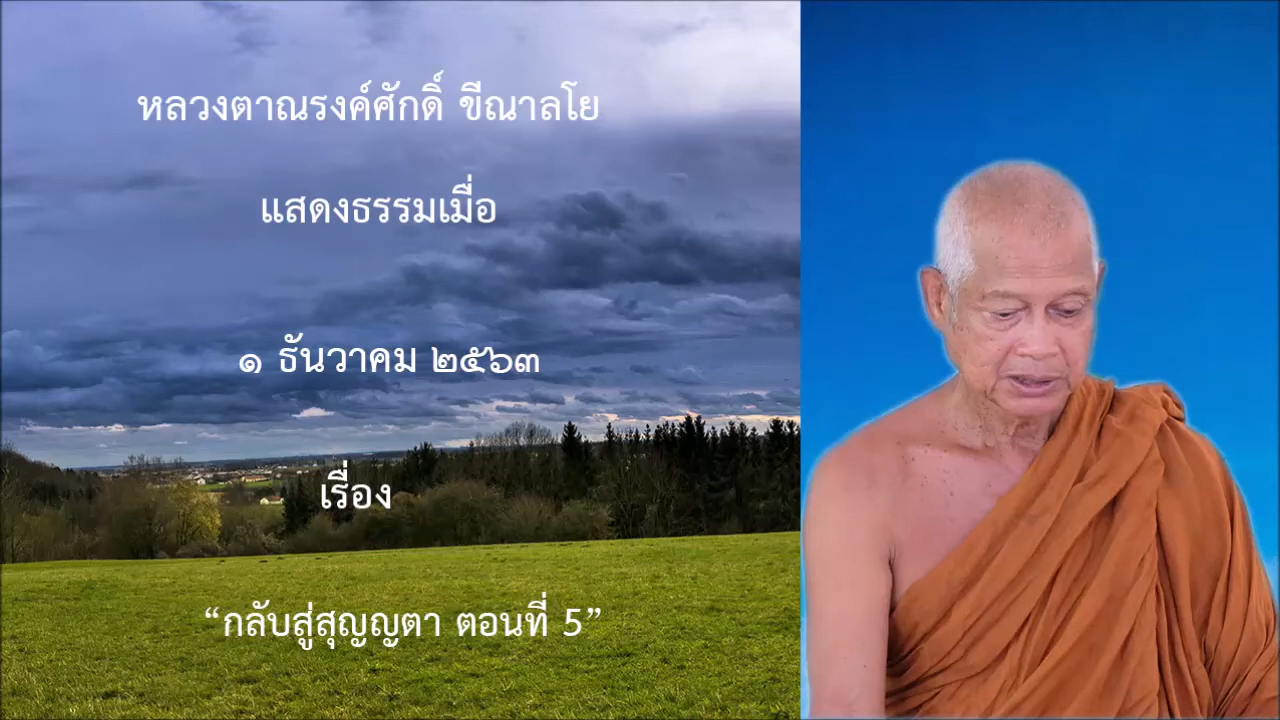 หลวงตาณรงค์ศักดิ์ ขีณาลโย
แสดงธรรมเมื่อ
๑ ธันวาคม ๒๕๖๓
เรื่อง
“กลับสู่สุญญตา ตอนที่ 5”